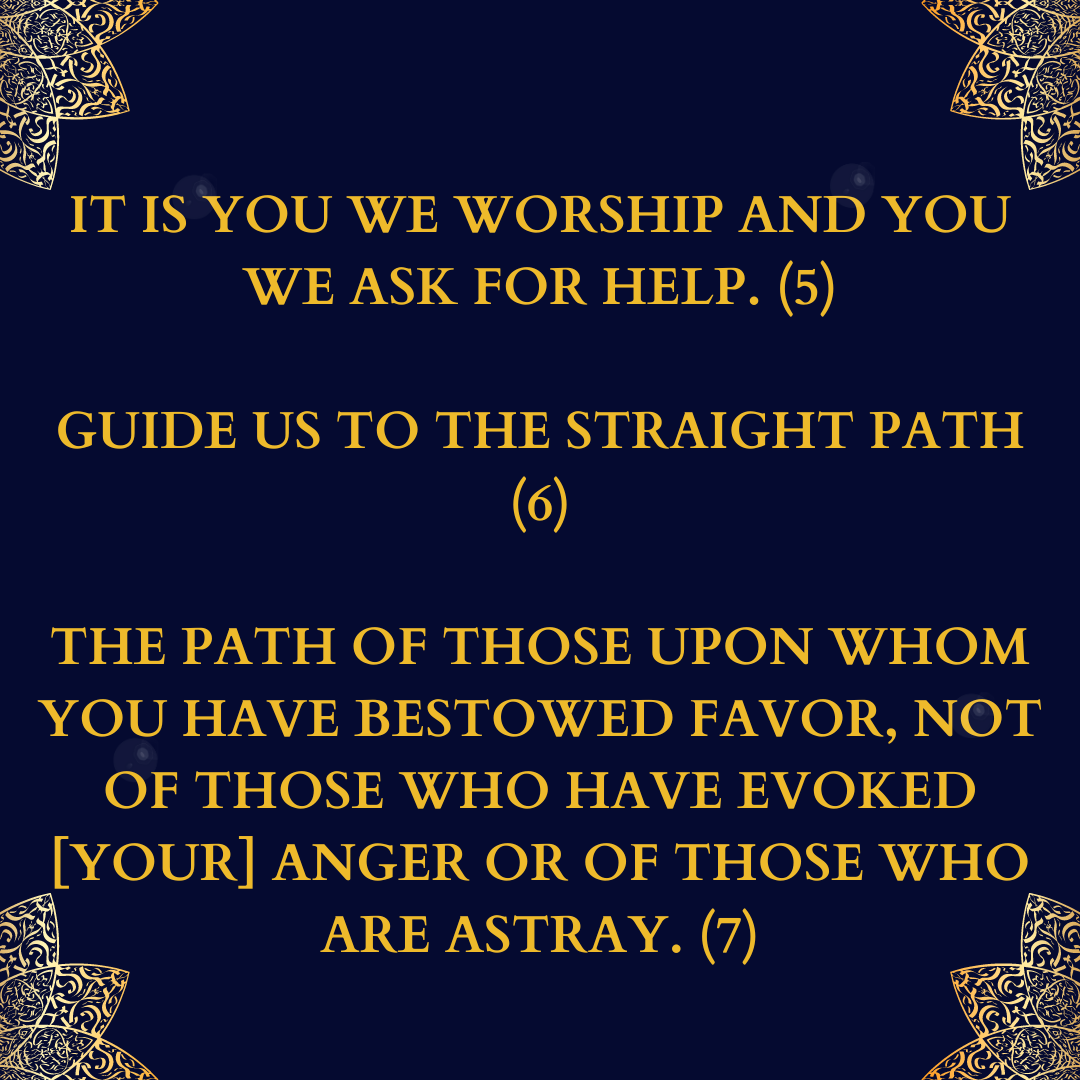 IT IS YOU WE WORSHIP AND YOU
WE ASK FOR HELP. (5)
GUIDE US TO THE STRAIGHT PATH
(6)
THE PATH OF THOSE UPON WHOM
YOU HAVE BESTOWED FAVOR, NOT
OF THOSE WHO HAVE EVOKED
[YOUR] ANGER OR OF THOSE WHO
ARE ASTRAY. (7)